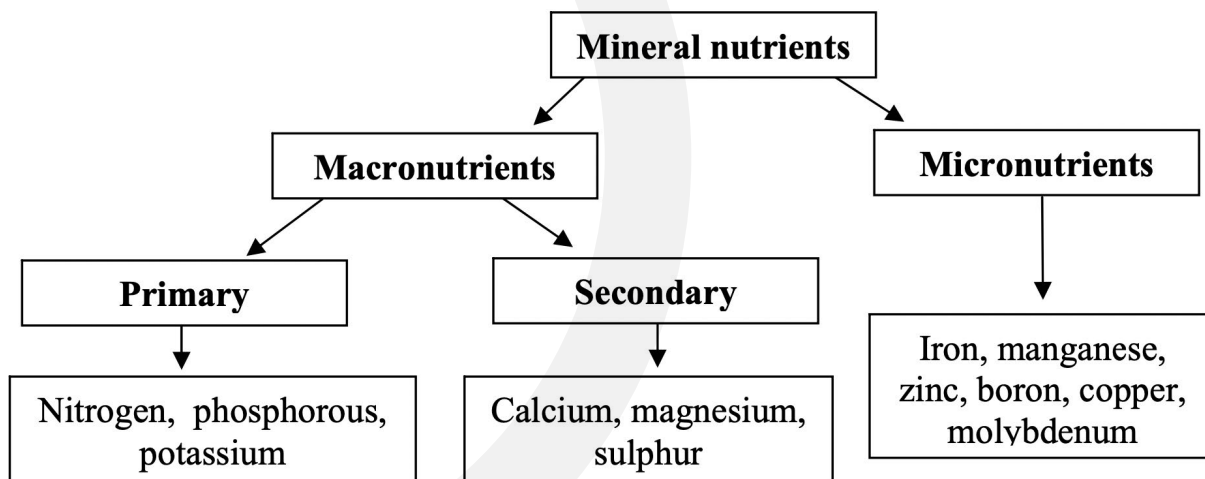 Mineral nutrients
Macronutrients
Micronutrients
Primary
Secondary
Nitrogen, phosphorous,
potassium
Calcium, magnesium,
sulphur
Iron, manganese,
zinc, boron, copper,
molybdenum